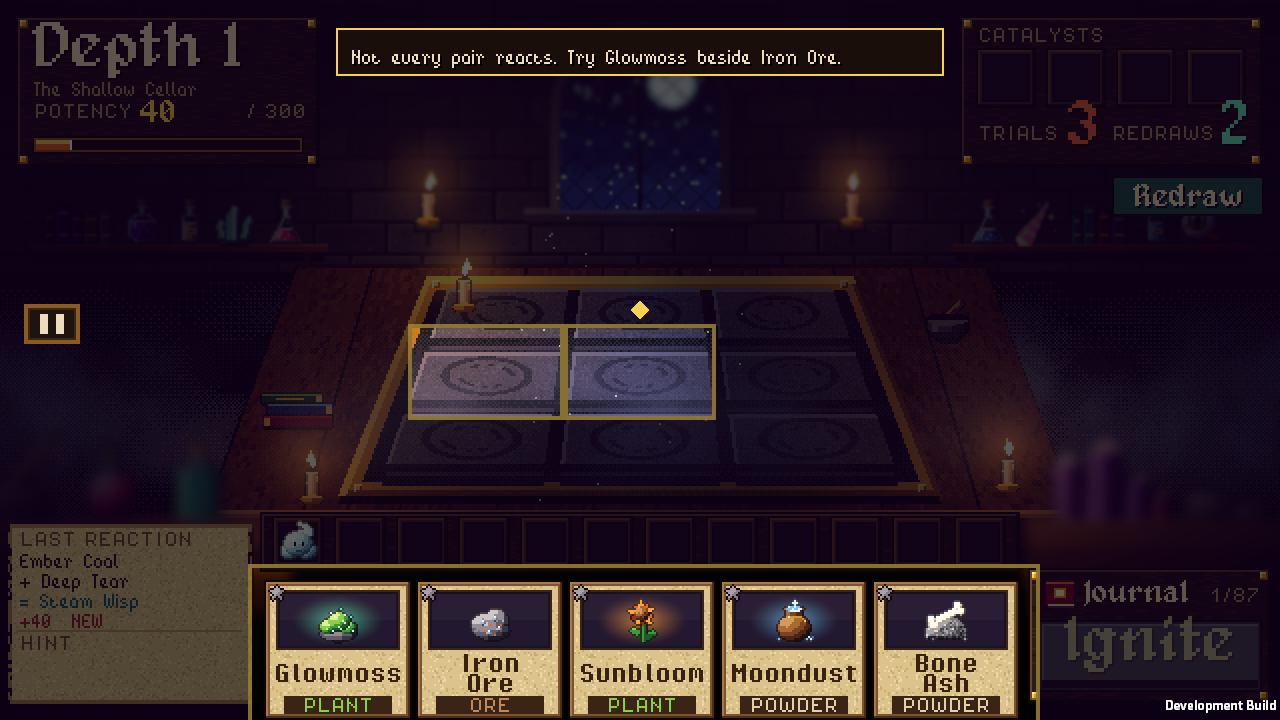 Depth 1
The Shallow Cellar
POTENCY 40 / 300
Not every pair reacts. Try Glowmoss beside Iron Ore.
CATALYSTS
TRIALS 3 REDRAWS 2
Redraw
LAST REACTION
Ember Coal
+ Deep Tear
= Steam Wisp
+40 NEW
HINT
Glowmoss
PLANT
Iron
Ore
ORE
Sunbloom
PLANT
Moondust
POWDER
Bone
Ash
POWDER
Journal 1/87
Ignite
Development Build